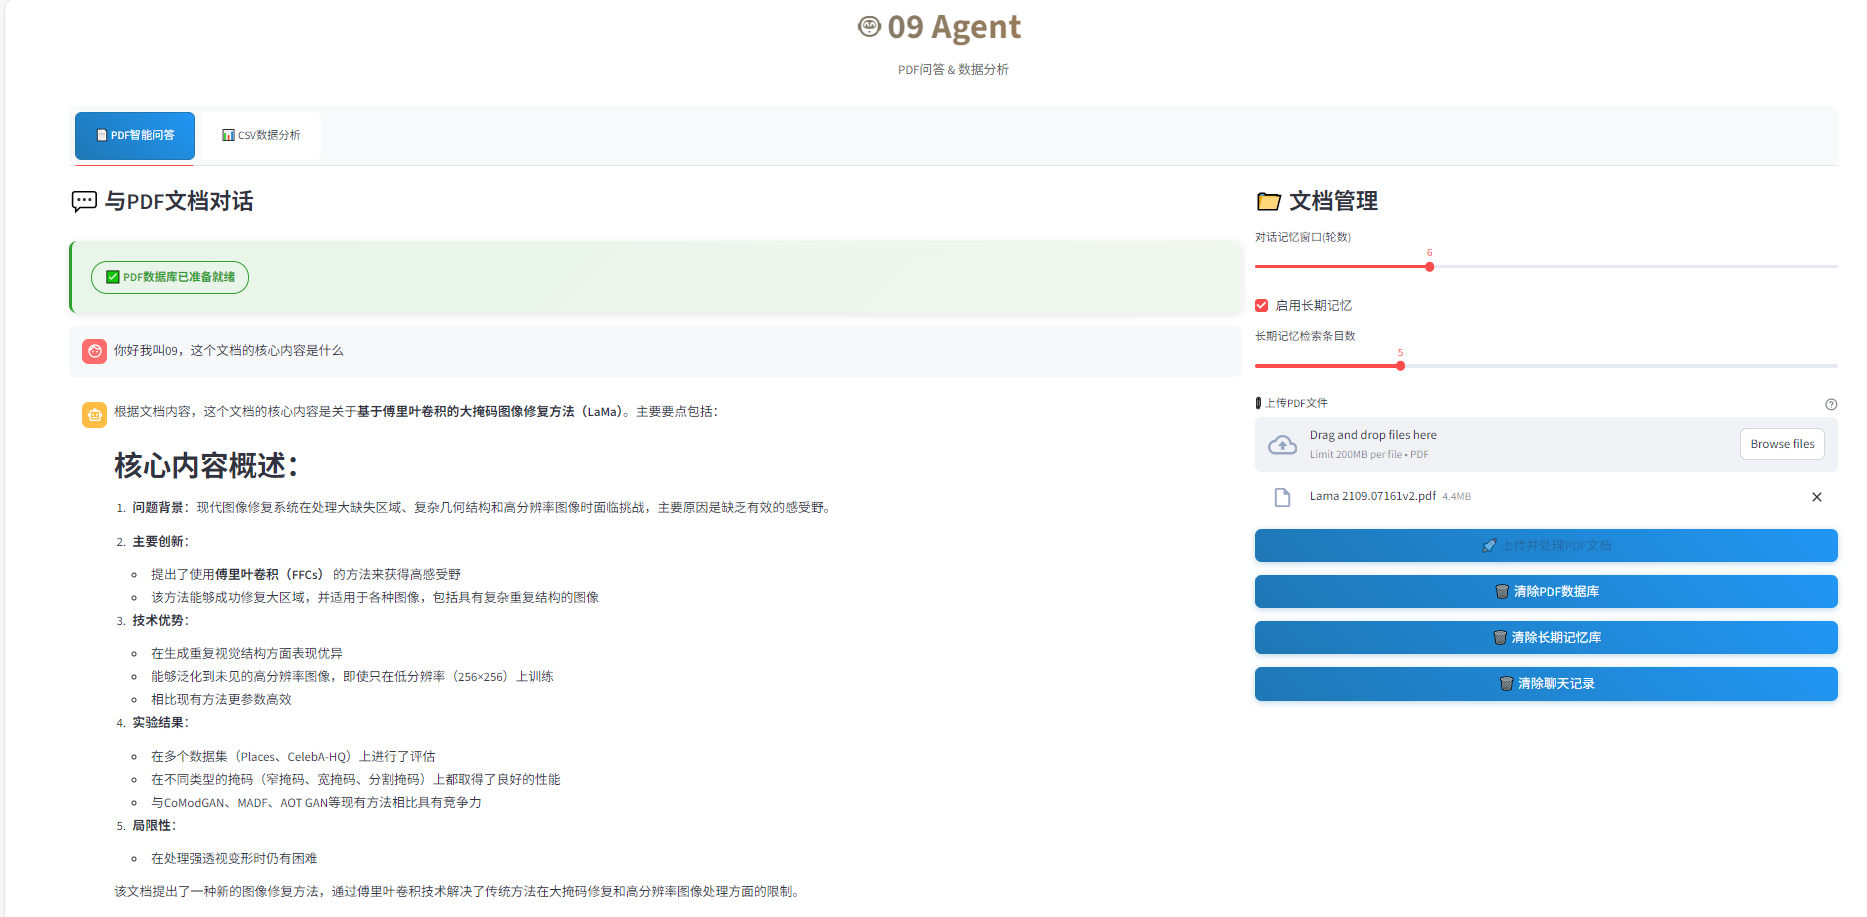 09 Agent
PDF问答 & 数据分析
PDF智能问答
CSV数据分析
与PDF文档对话
PDF数据库已准备就绪
你好我叫09，这个文档的核心内容是什么
根据文档内容，这个文档的核心内容是关于基于傅里叶卷积的大掩码图像修复方法（LaMa）。主要要点包括：
核心内容概述：
1. 问题背景：现代图像修复系统在处理大缺失区域、复杂几何结构和高分辨率图像时面临挑战，主要原因是缺乏有效的感受野。
2. 主要创新：
提出了使用傅里叶卷积（FFCs） 的方法来获得高感受野
该方法能够成功修复大区域，并适用于各种图像，包括具有复杂重复结构的图像
3. 技术优势：
在生成重复视觉结构方面表现优异
能够泛化到未见的高分辨率图像，即使只在低分辨率（256×256）上训练
相比现有方法更参数高效
4. 实验结果：
在多个数据集（Places、CelebA-HQ）上进行了评估
在不同类型的掩码（窄掩码、宽掩码、分割掩码）上都取得了良好的性能
与CoModGAN、MADF、AOT GAN等现有方法相比具有竞争力
5. 局限性：
在处理强透视变形时仍有困难
该文档提出了一种新的图像修复方法，通过傅里叶卷积技术解决了传统方法在大掩码修复和高分辨率图像处理方面的限制。
文档管理
对话记忆窗口(轮数)
6
启用长期记忆
长期记忆检索条目数
5
上传PDF文件
Drag and drop files here
Limit 200MB per file • PDF
Browse files
Lama 2109.07161v2.pdf 4.4MB
上传并处理PDF文档
清除PDF数据库
清除长期记忆库
清除聊天记录